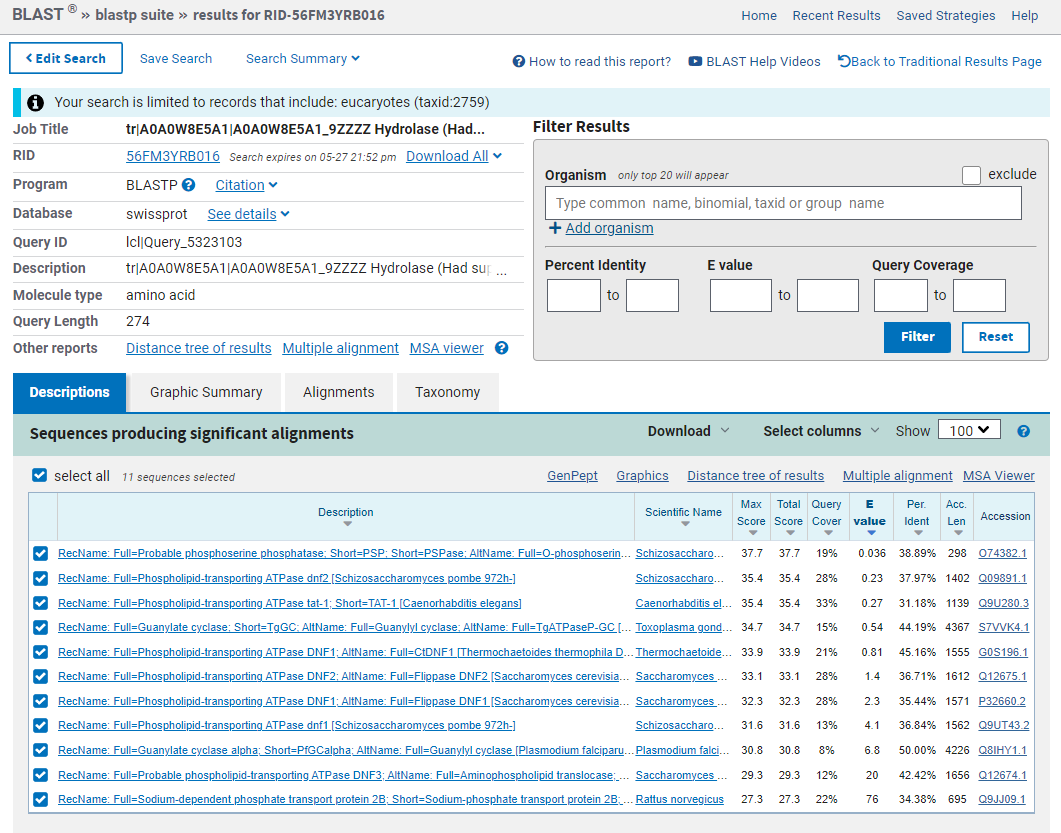 BLAST ® » blastp suite » results for RID-56FM3YRB016
Home Recent Results Saved Strategies Help
Edit Search Save Search Search Summary
How to read this report? BLAST Help Videos Back to Traditional Results Page
Your search is limited to records that include: eucaryotes (taxid:2759)
Job Title tr|A0A0W8E5A1|A0A0W8E5A1_9ZZZZ Hydrolase (Had...
RID 56FM3YRB016 Search expires on 05-27 21:52 pm Download All
Program BLASTP Citation
Database swissprot See details
Query ID lcl|Query_5323103
Description tr|A0A0W8E5A1|A0A0W8E5A1_9ZZZZ Hydrolase (Had sup ...
Molecule type amino acid
Query Length 274
Other reports Distance tree of results Multiple alignment MSA viewer
Filter Results
Organism only top 20 will appear exclude
Type common name, binomial, taxid or group name
Add organism
Percent Identity E value Query Coverage
to to to
Filter Reset
Descriptions Graphic Summary Alignments Taxonomy
Sequences producing significant alignments Download Select columns Show 100
select all 11 sequences selected GenPept Graphics Distance tree of results Multiple alignment MSA Viewer
Description Scientific Name Max Score Total Score Query Cover E value Per. Ident Acc. Len Accession
RecName: Full=Probable phosphoserine phosphatase; Short=PSP; Short=PSPase; AltName: Full=O-phosphoserin... Schizosaccharo... 37.7 37.7 19% 0.036 38.89% 298 O74382.1
RecName: Full=Phospholipid-transporting ATPase dnf2 [Schizosaccharomyces pombe 972h-] Schizosaccharo... 35.4 35.4 28% 0.23 37.97% 1402 Q09891.1
RecName: Full=Phospholipid-transporting ATPase tat-1; Short=TAT-1 [Caenorhabditis elegans] Caenorhabditis el... 35.4 35.4 33% 0.27 31.18% 1139 Q9U280.3
RecName: Full=Guanylate cyclase; Short=TgGC; AltName: Full=Guanylyl cyclase; AltName: Full=TgATPaseP-GC [... Toxoplasma gond... 34.7 34.7 15% 0.54 44.19% 4367 S7VVK4.1
RecName: Full=Phospholipid-transporting ATPase DNF1; AltName: Full=CtDNF1 [Thermochaetoides thermophila D... Thermochaetoide... 33.9 33.9 21% 0.81 45.16% 1555 G0S196.1
RecName: Full=Phospholipid-transporting ATPase DNF2; AltName: Full=Flippase DNF2 [Saccharomyces cerevisia... Saccharomyces ... 33.1 33.1 28% 1.4 36.71% 1612 Q12675.1
RecName: Full=Phospholipid-transporting ATPase DNF1; AltName: Full=Flippase DNF1 [Saccharomyces cerevisia... Saccharomyces ... 32.3 32.3 28% 2.3 35.44% 1571 P32660.2
RecName: Full=Phospholipid-transporting ATPase dnf1 [Schizosaccharomyces pombe 972h-] Schizosaccharo... 31.6 31.6 13% 4.1 36.84% 1562 Q9UT43.2
RecName: Full=Guanylate cyclase alpha; Short=PfGCalpha; AltName: Full=Guanylyl cyclase [Plasmodium falciparu... Plasmodium falci... 30.8 30.8 8% 6.8 50.00% 4226 Q8IHY1.1
RecName: Full=Probable phospholipid-transporting ATPase DNF3; AltName: Full=Aminophospholipid translocase; ... Saccharomyces ... 29.3 29.3 12% 20 42.42% 1656 Q12674.1
RecName: Full=Sodium-dependent phosphate transport protein 2B; Short=Sodium-phosphate transport protein 2B; ... Rattus norvegicus 27.3 27.3 22% 76 34.38% 695 Q9JJ09.1